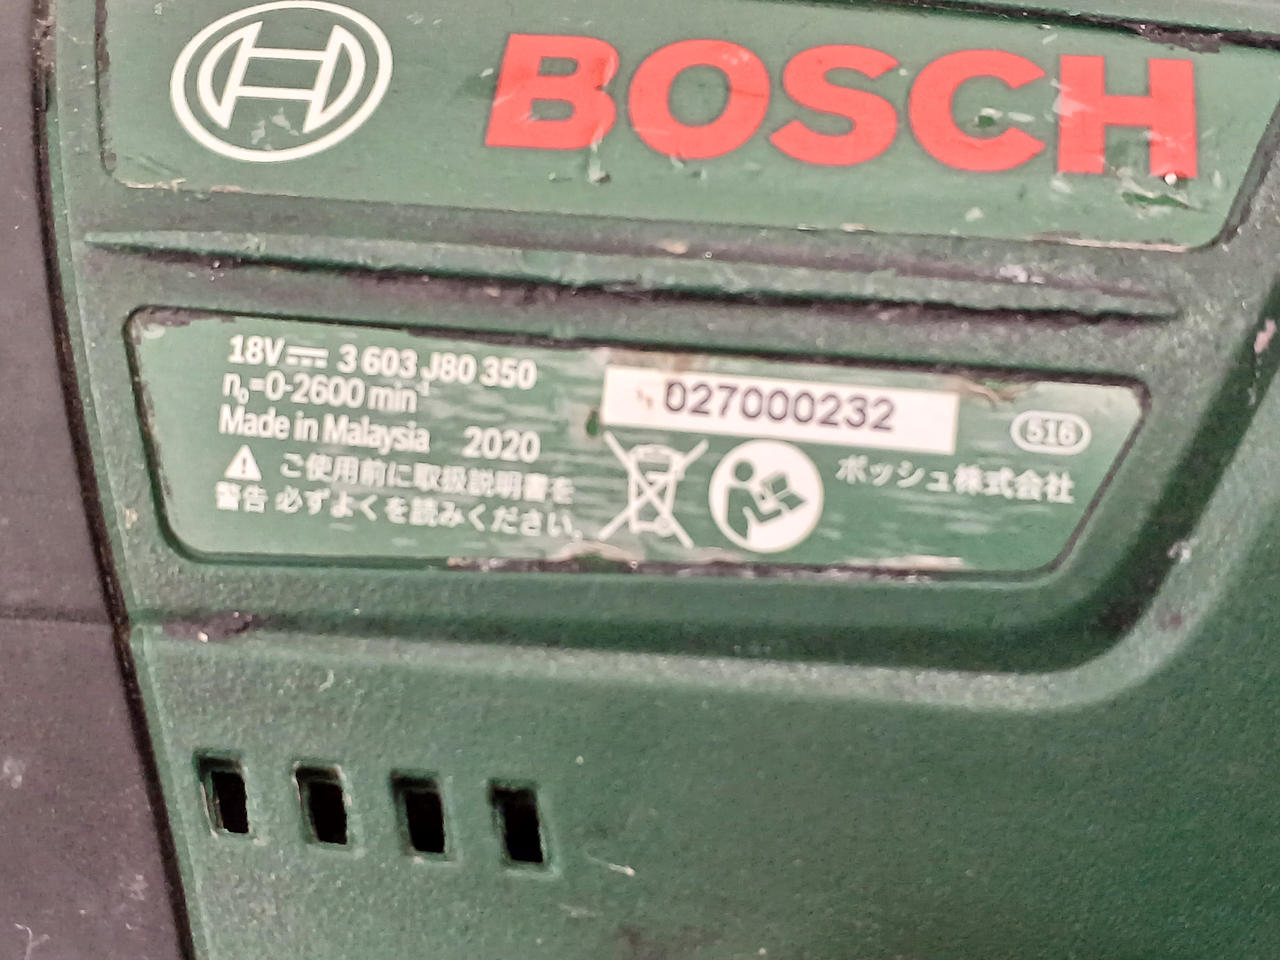 BOSCH
18V 3 603 J80 350
n₀=0-2600 min⁻¹
Made in Malaysia 2020
ご使用前に取扱説明書を
警告 必ずよくを読みください。
027000232
516
ボッシュ株式会社